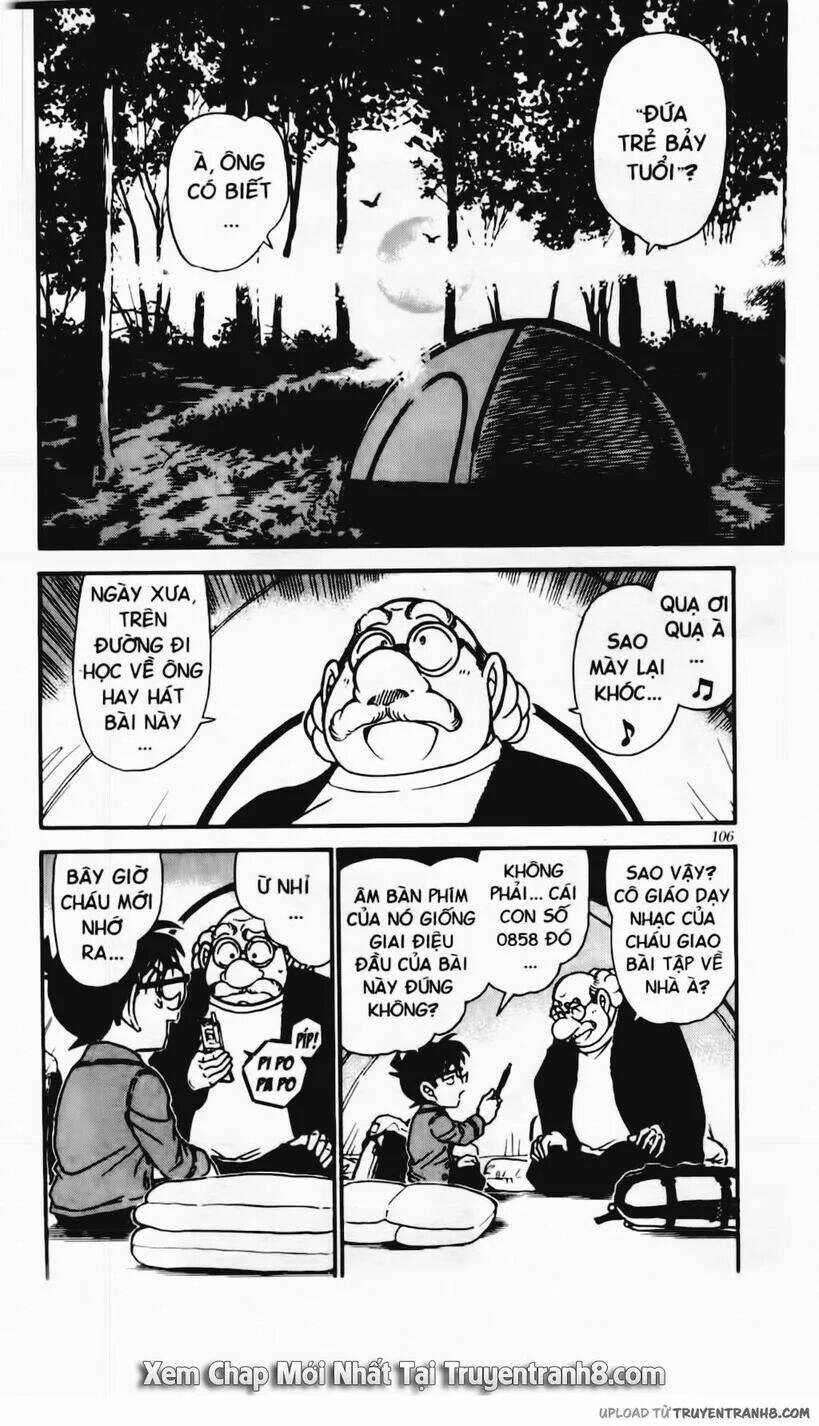 "ĐỨA
TRẺ BẢY
TUỔI"?
À, ÔNG
CÓ BIẾT
...
QUẠ ƠI
QUẠ À
...
SAO
MÀY LẠI
KHÓC...
NGÀY XƯA,
TRÊN
ĐƯỜNG ĐI
HỌC VỀ ÔNG
HAY HÁT
BÀI NÀY
...
106
SAO VẬY?
CÔ GIÁO DẠY
NHẠC CỦA
CHÁU GIAO
BÀI TẬP VỀ
NHÀ À?
KHÔNG
PHẢI... CÁI
CON SỐ
0858 ĐÓ
...
ÂM BÀN PHÍM
CỦA NÓ GIỐNG
GIAI ĐIỆU
ĐẦU CỦA BÀI
NÀY ĐÚNG
KHÔNG?
PÍP!
PI PO
PA PO
Ừ NHỈ
...
BÂY GIỜ
CHÁU MỚI
NHỚ
RA...
Xem Chap Mới Nhất Tại Truyentranh8.com
UPLOAD TỪ TRUYENTRANH8.COM